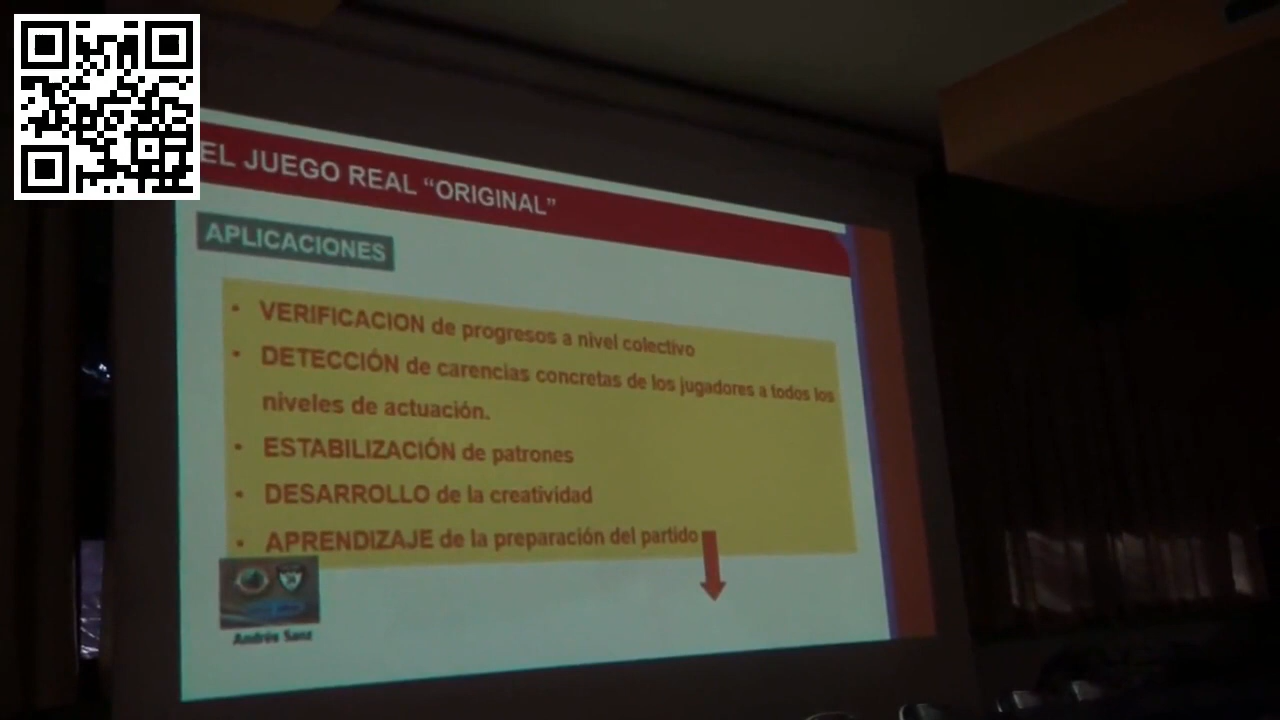 EL JUEGO REAL “ORIGINAL”
APLICACIONES
• VERIFICACION de progresos a nivel colectivo
• DETECCIÓN de carencias concretas de los jugadores a todos los
niveles de actuación.
• ESTABILIZACIÓN de patrones
• DESARROLLO de la creatividad
• APRENDIZAJE de la preparación del partido
Andrés Sanz